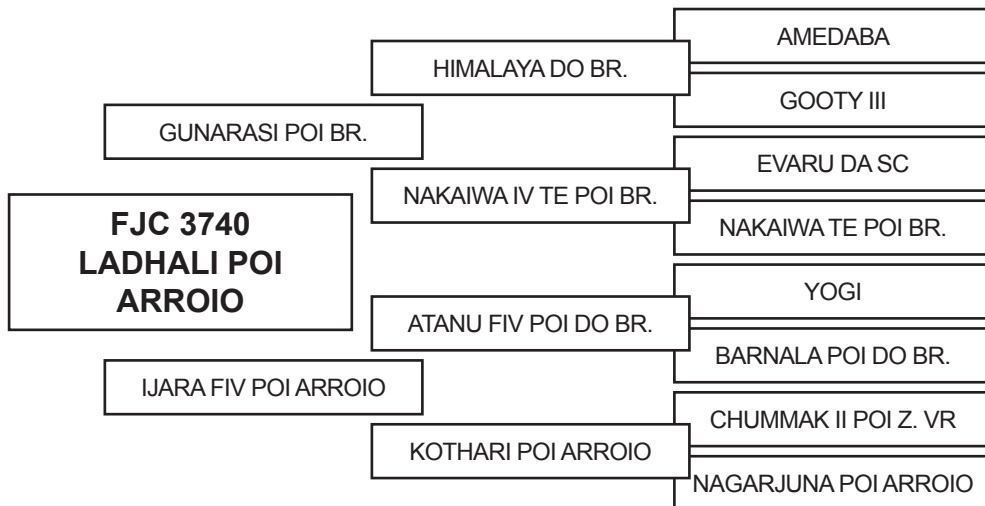 AMEDABA
HIMALAYA DO BR.
GOOTY III
GUNARASI POI BR.
EVARU DA SC
NAKAIWA IV TE POI BR.
NAKAIWA TE POI BR.
FJC 3740
LADHALI POI
ARROIO
YOGI
ATANU FIV POI DO BR.
BARNALA POI DO BR.
IJARA FIV POI ARROIO
CHUMMAK II POI Z. VR
KOTHARI POI ARROIO
NAGARJUNA POI ARROIO